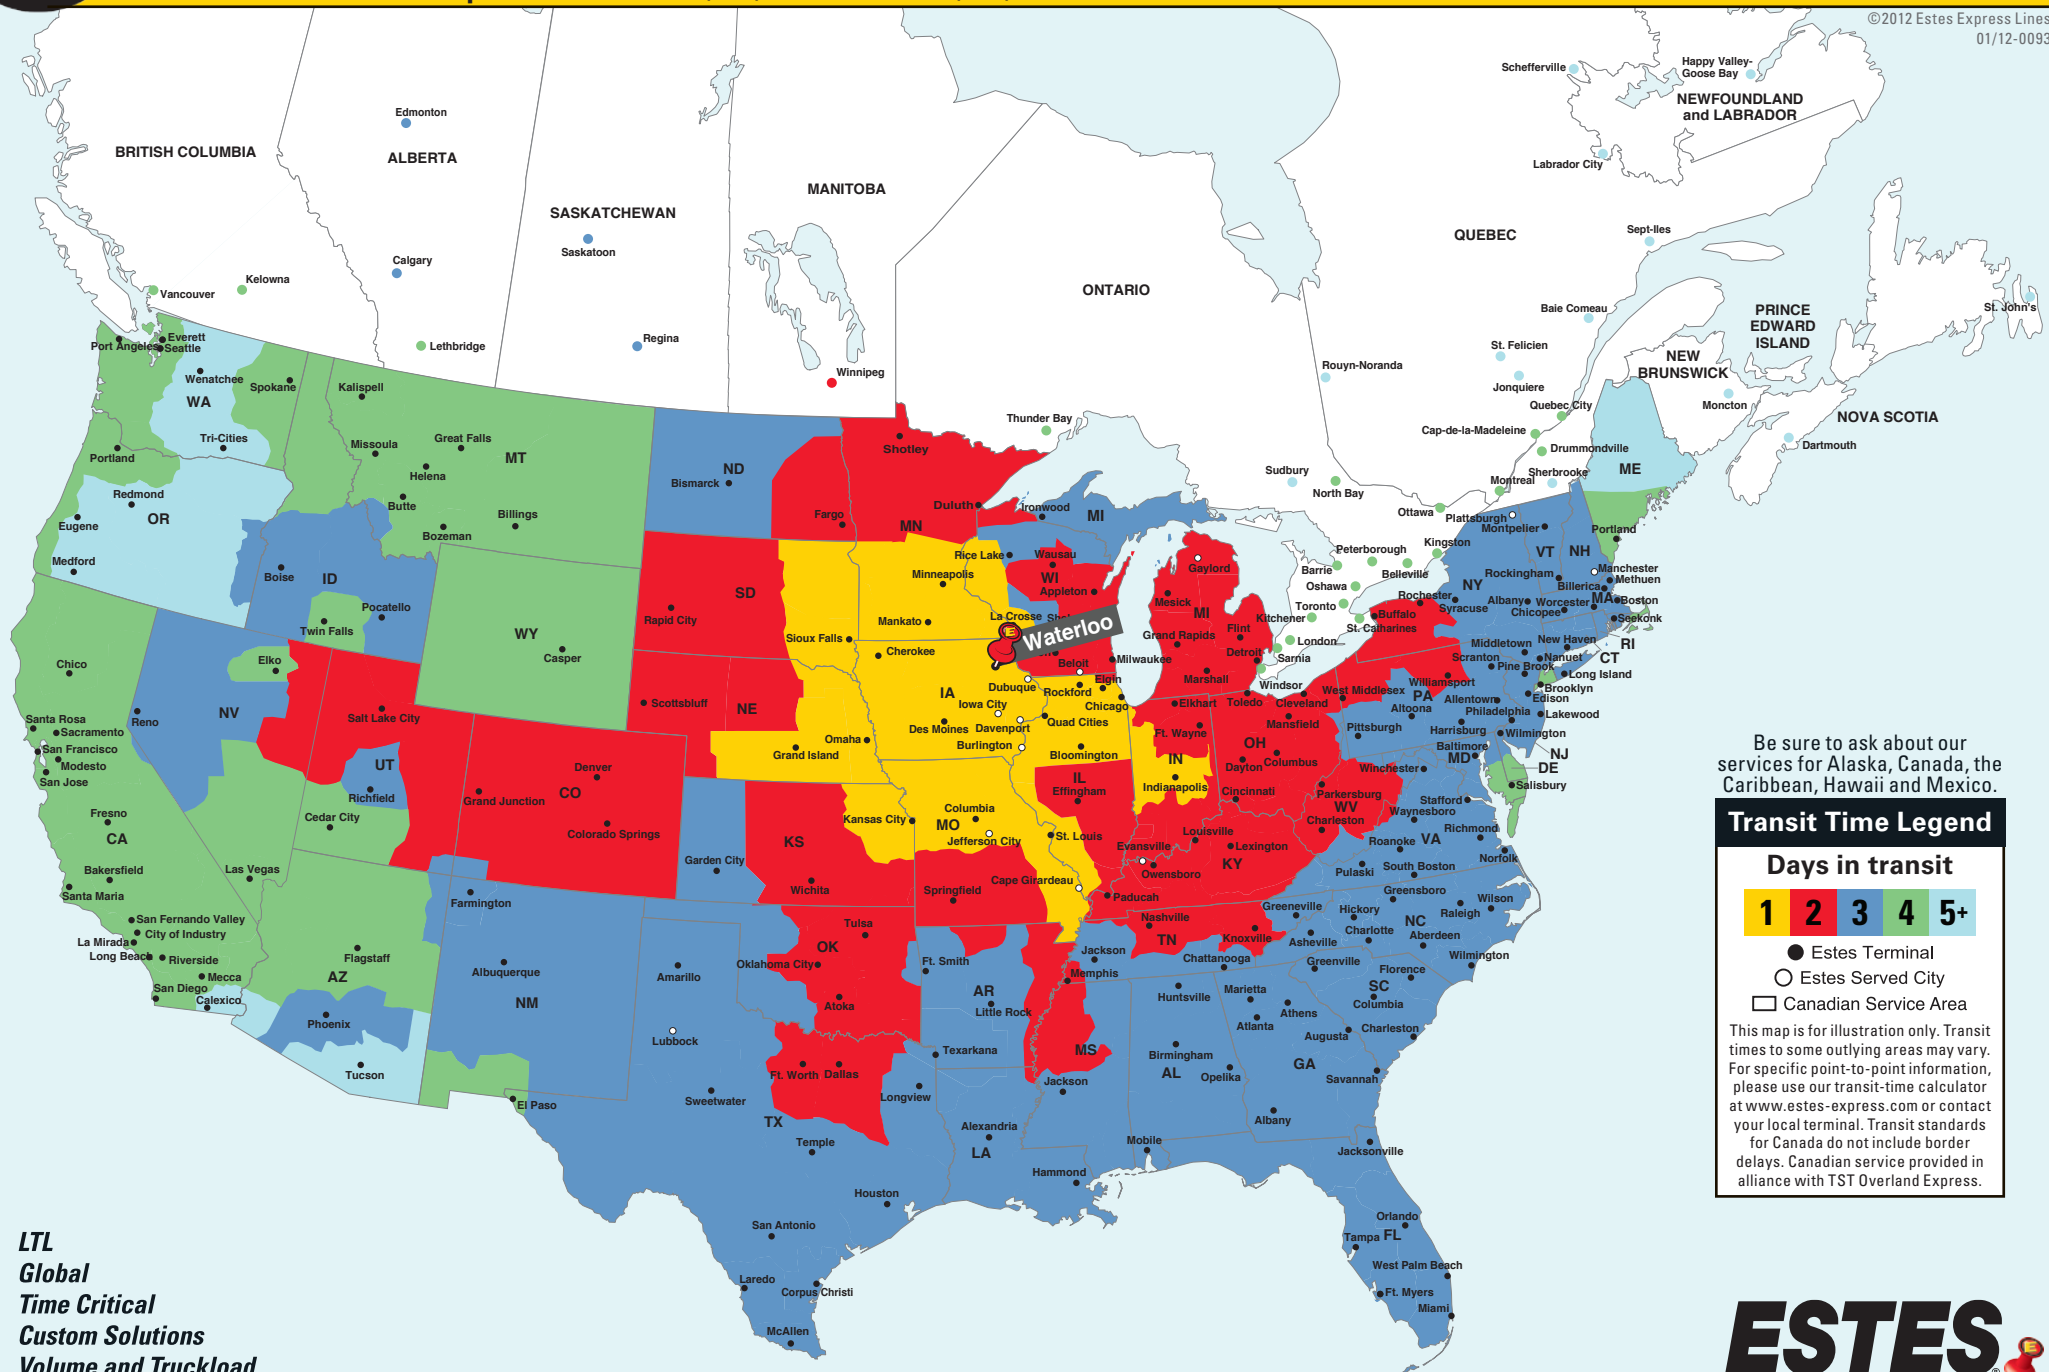 ©2012 Estes Express Lines
01/12-0093
Schefferville
Happy Valley-
Goose Bay
NEWFOUNDLAND
and LABRADOR
Labrador City
Edmonton
BRITISH COLUMBIA
ALBERTA
MANITOBA
SASKATCHEWAN
Saskatoon
QUEBEC
Sept-Iles
Calgary
Kelowna
Vancouver
ONTARIO
Baie Comeau
St. John's
PRINCE
EDWARD
ISLAND
Regina
Lethbridge
Winnipeg
St. Felicien
Rouyn-Noranda
Jonquiere
NEW
BRUNSWICK
Moncton
Quebec City
NOVA SCOTIA
Dartmouth
Thunder Bay
Cap-de-la-Madeleine
Drummondville
Sherbrooke
Montreal
Sudbury
North Bay
Ottawa
Plattsburgh
Montpelier
ME
Portland
Port Angeles
Everett
Seattle
Wenatchee
Spokane
WA
Tri-Cities
Kalispell
Missoula
Great Falls
MT
Helena
Butte
Billings
Bozeman
Portland
Redmond
OR
Eugene
Medford
Boise
ID
Pocatello
Twin Falls
WY
Casper
ND
Bismarck
Fargo
Shotley
Duluth
MN
Ironwood
MI
Rice Lake
Wausau
WI
Appleton
Minneapolis
Mankato
La Crosse
Waterloo
SD
Rapid City
Sioux Falls
Cherokee
Gaylord
Mesick
MI
Grand Rapids
Flint
Detroit
Marshall
Milwaukee
Beloit
Kingston
Peterborough
Barrie
Belleville
Oshawa
Toronto
Kitchener
St. Catharines
London
Sarnia
Windsor
VT
NH
NY
Rockingham
Manchester
Methuen
Billerica
MA
Boston
Rochester
Syracuse
Albany
Worcester
Chicopee
Seekonk
Buffalo
Middletown
New Haven
RI
CT
Scranton
Nanuet
Pine Brook
Long Island
Brooklyn
Edison
Williamsport
PA
Allentown
Altoona
Philadelphia
Lakewood
Pittsburgh
Harrisburg
Wilmington
Baltimore
NJ
MD
DE
Salisbury
West Middlesex
Chico
Elko
Salt Lake City
Reno
NV
Santa Rosa
Sacramento
San Francisco
Modesto
San Jose
Fresno
CA
Bakersfield
Santa Maria
Las Vegas
UT
Richfield
Cedar City
Scottsbluff
NE
Omaha
Grand Island
IA
Des Moines
Dubuque
Iowa City
Davenport
Burlington
Rockford
Elgin
Chicago
Quad Cities
Bloomington
IL
Effingham
Elkhart
Toledo
Cleveland
Ft. Wayne
Mansfield
IN
Indianapolis
OH
Dayton
Columbus
Cincinnati
Denver
CO
Grand Junction
Colorado Springs
KS
Garden City
Wichita
Kansas City
Columbia
MO
Jefferson City
St. Louis
Springfield
Cape Girardeau
Evansville
Louisville
Lexington
KY
Owensboro
Paducah
Parkersburg
WV
Charleston
Winchester
Stafford
Waynesboro
Richmond
VA
Roanoke
Norfolk
South Boston
Pulaski
Greensboro
Wilson
Raleigh
Hickory
NC
Charlotte
Aberdeen
Asheville
Wilmington
Greeneville
Nashville
TN
Knoxville
Jackson
Chattanooga
Memphis
San Fernando Valley
City of Industry
La Mirada
Long Beach
Riverside
Mecca
San Diego
Calexico
Flagstaff
AZ
Phoenix
Tucson
Farmington
Albuquerque
NM
El Paso
Tulsa
OK
Oklahoma City
Atoka
Amarillo
Lubbock
Ft. Worth
Dallas
Sweetwater
Longview
TX
Temple
Houston
San Antonio
Laredo
Corpus Christi
McAllen
Ft. Smith
AR
Little Rock
Texarkana
Alexandria
LA
Hammond
MS
Jackson
Huntsville
Birmingham
AL
Opelika
Mobile
Marietta
Athens
Atlanta
GA
Augusta
Savannah
Albany
Greenville
Florence
SC
Columbia
Charleston
Jacksonville
Orlando
FL
Tampa
West Palm Beach
Ft. Myers
Miami
Be sure to ask about our
services for Alaska, Canada, the
Caribbean, Hawaii and Mexico.
Transit Time Legend
Days in transit
1 2 3 4 5+
Estes Terminal
Estes Served City
Canadian Service Area
This map is for illustration only. Transit
times to some outlying areas may vary.
For specific point-to-point information,
please use our transit-time calculator
at www.estes-express.com or contact
your local terminal. Transit standards
for Canada do not include border
delays. Canadian service provided in
alliance with TST Overland Express.
LTL
Global
Time Critical
Custom Solutions
Volume and Truckload
ESTES